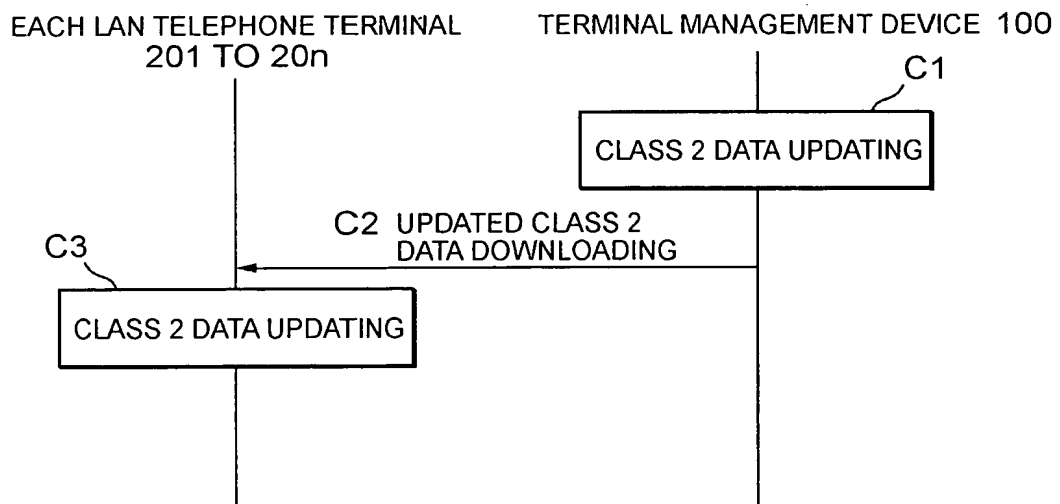 EACH LAN TELEPHONE TERMINAL
201 TO 20n
TERMINAL MANAGEMENT DEVICE 100
C1
CLASS 2 DATA UPDATING
C2 UPDATED CLASS 2
DATA DOWNLOADING
C3
CLASS 2 DATA UPDATING